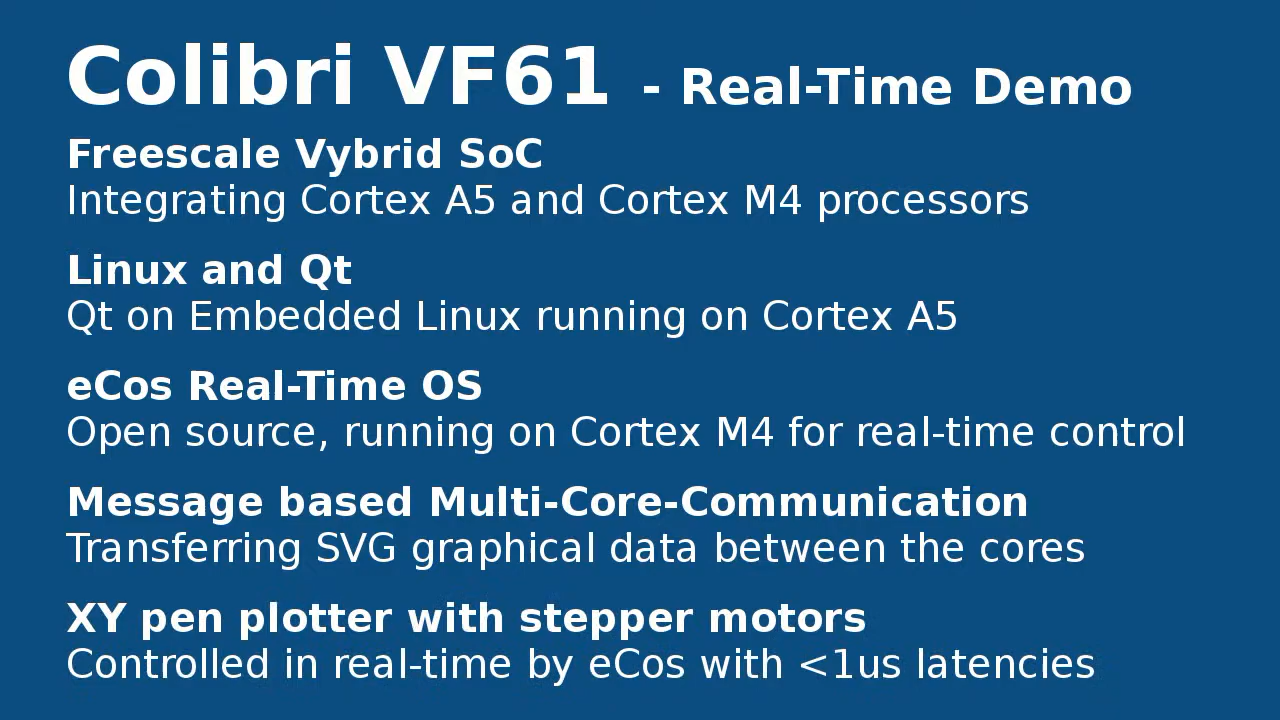 Colibri VF61 - Real-Time Demo
Freescale Vybrid SoC
Integrating Cortex A5 and Cortex M4 processors
Linux and Qt
Qt on Embedded Linux running on Cortex A5
eCos Real-Time OS
Open source, running on Cortex M4 for real-time control
Message based Multi-Core-Communication
Transferring SVG graphical data between the cores
XY pen plotter with stepper motors
Controlled in real-time by eCos with <1us latencies